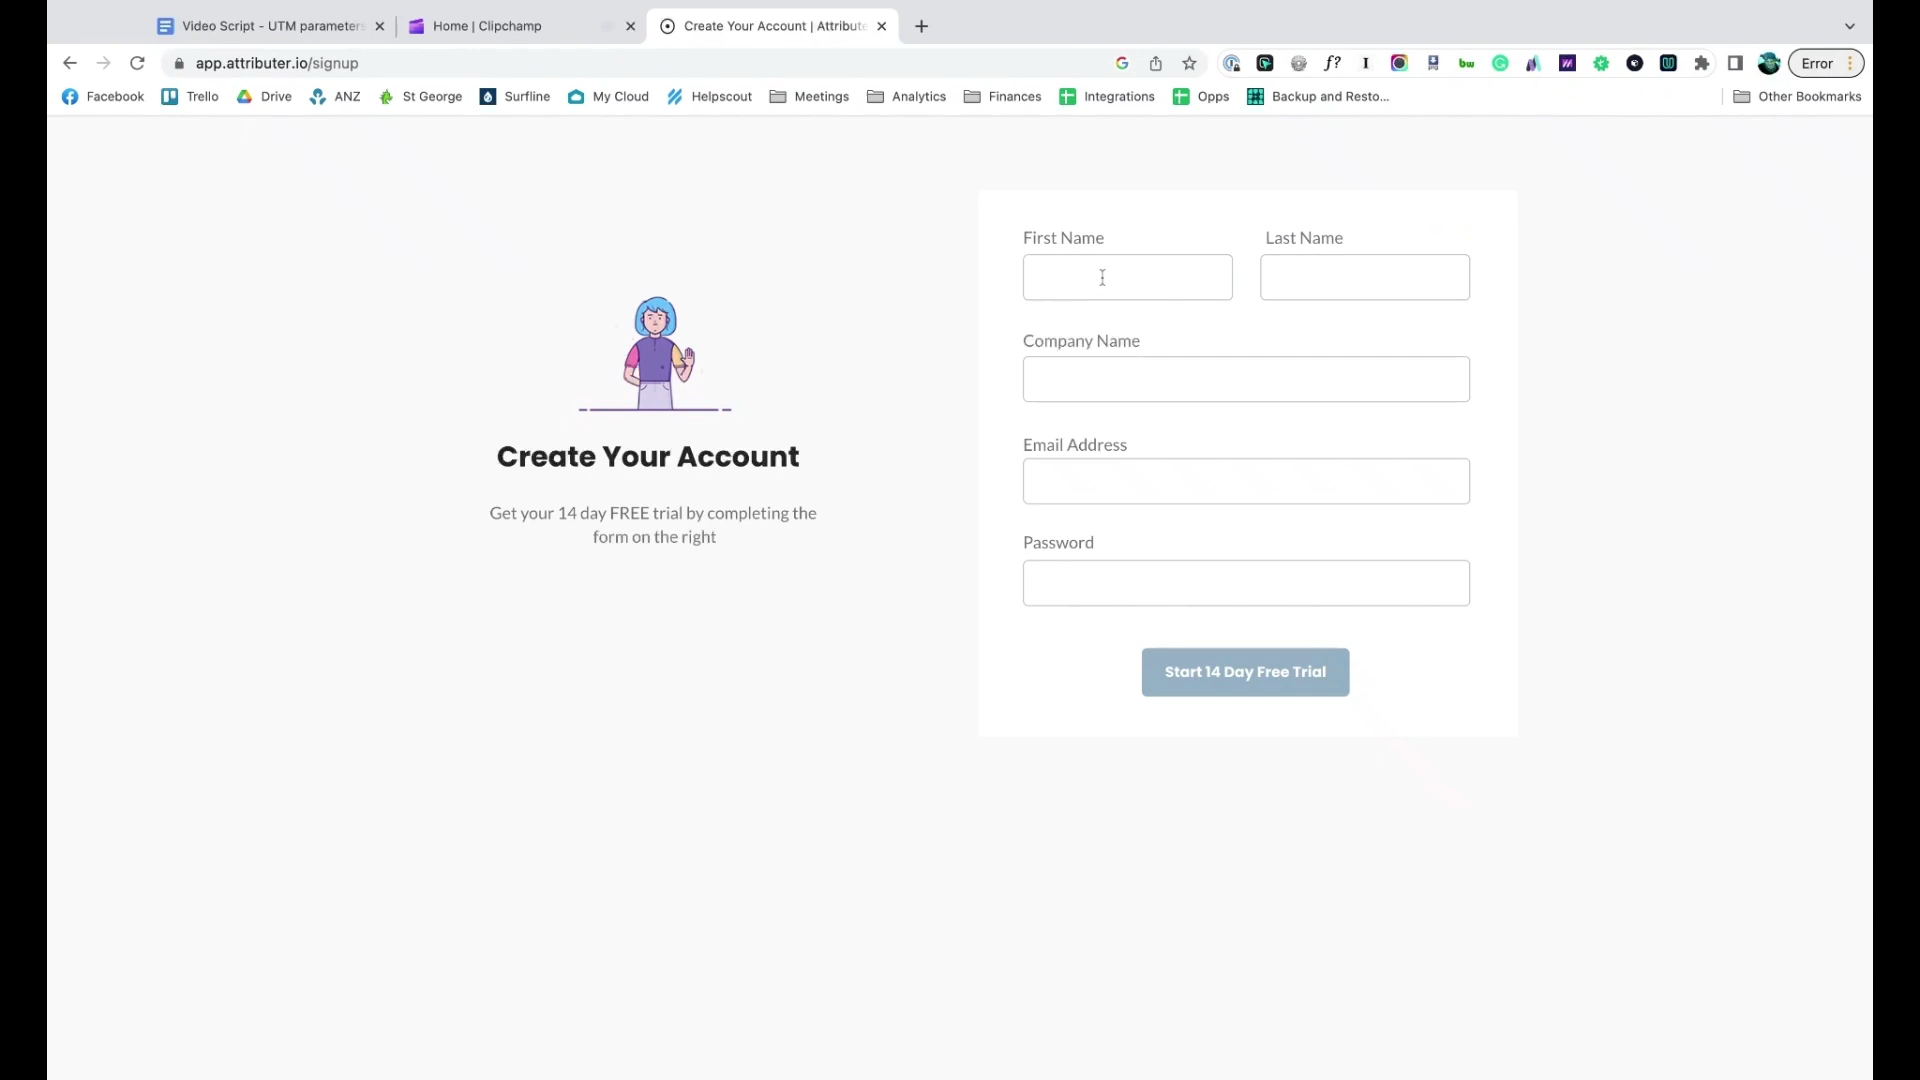 Video Script - UTM parameters
Home | Clipchamp
Create Your Account | Attribute
app.attributer.io/signup
Error
Facebook
Trello
Drive
ANZ
St George
Surfline
My Cloud
Helpscout
Meetings
Analytics
Finances
Integrations
Opps
Backup and Resto...
Other Bookmarks
First Name
Last Name
Company Name
Email Address
Password
Start 14 Day Free Trial
Create Your Account
Get your 14 day FREE trial by completing the
form on the right